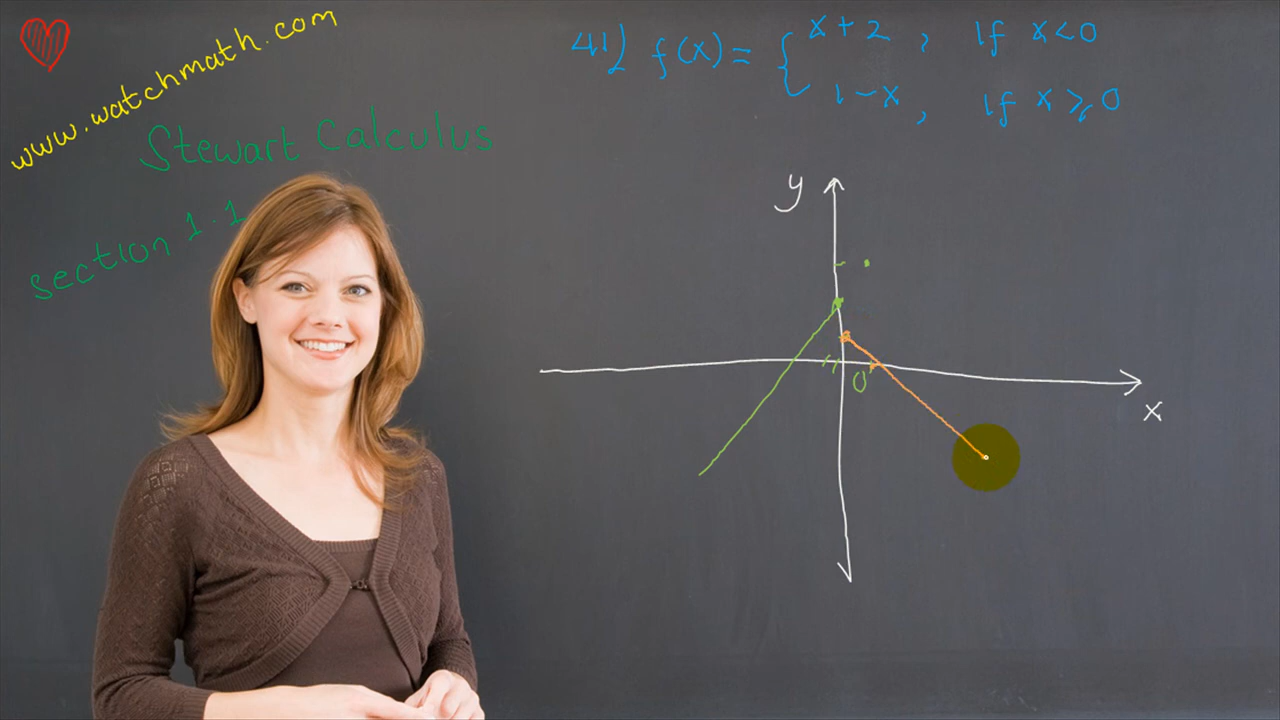 www.watchmath.com
Stewart Calculus
section 1.1
41) f(x) = { x + 2 , if x < 0
1 - x , if x ⩾ 0
y
0
x